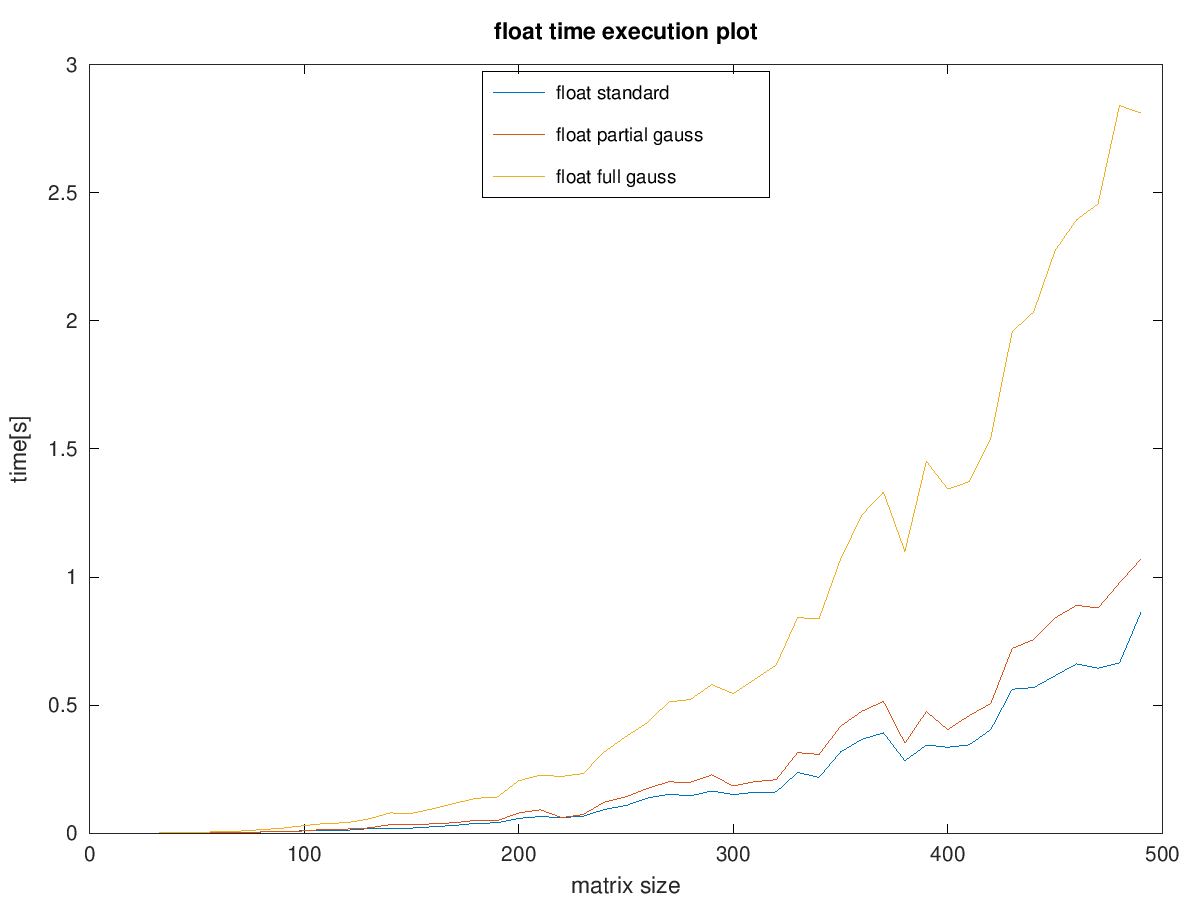 float time execution plot
float standard
float partial gauss
float full gauss
3
2.5
2
1.5
1
0.5
0
time[s]
0 100 200 300 400 500
matrix size